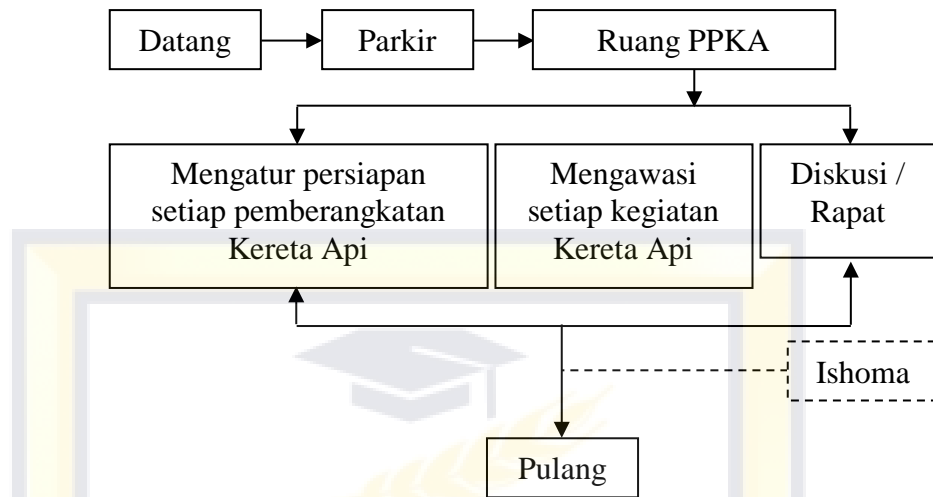 Datang
Parkir
Ruang PPKA
Mengatur persiapan
setiap pemberangkatan
Kereta Api
Mengawasi
setiap kegiatan
Kereta Api
Diskusi /
Rapat
Ishoma
Pulang